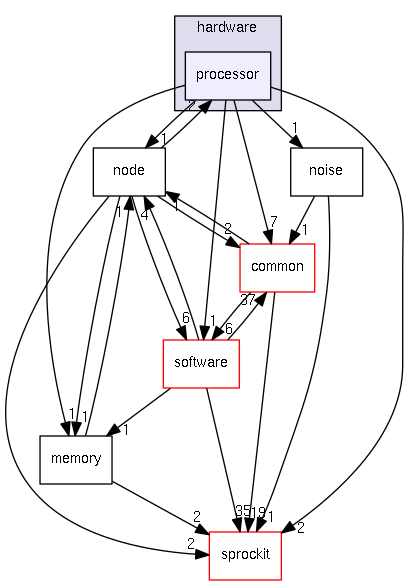 hardware
processor
2
1
1
node
noise
1
4
1
2
7
1
common
6
1
37
6
software
1
1
1
memory
35
19
1
2
2
2
sprockit